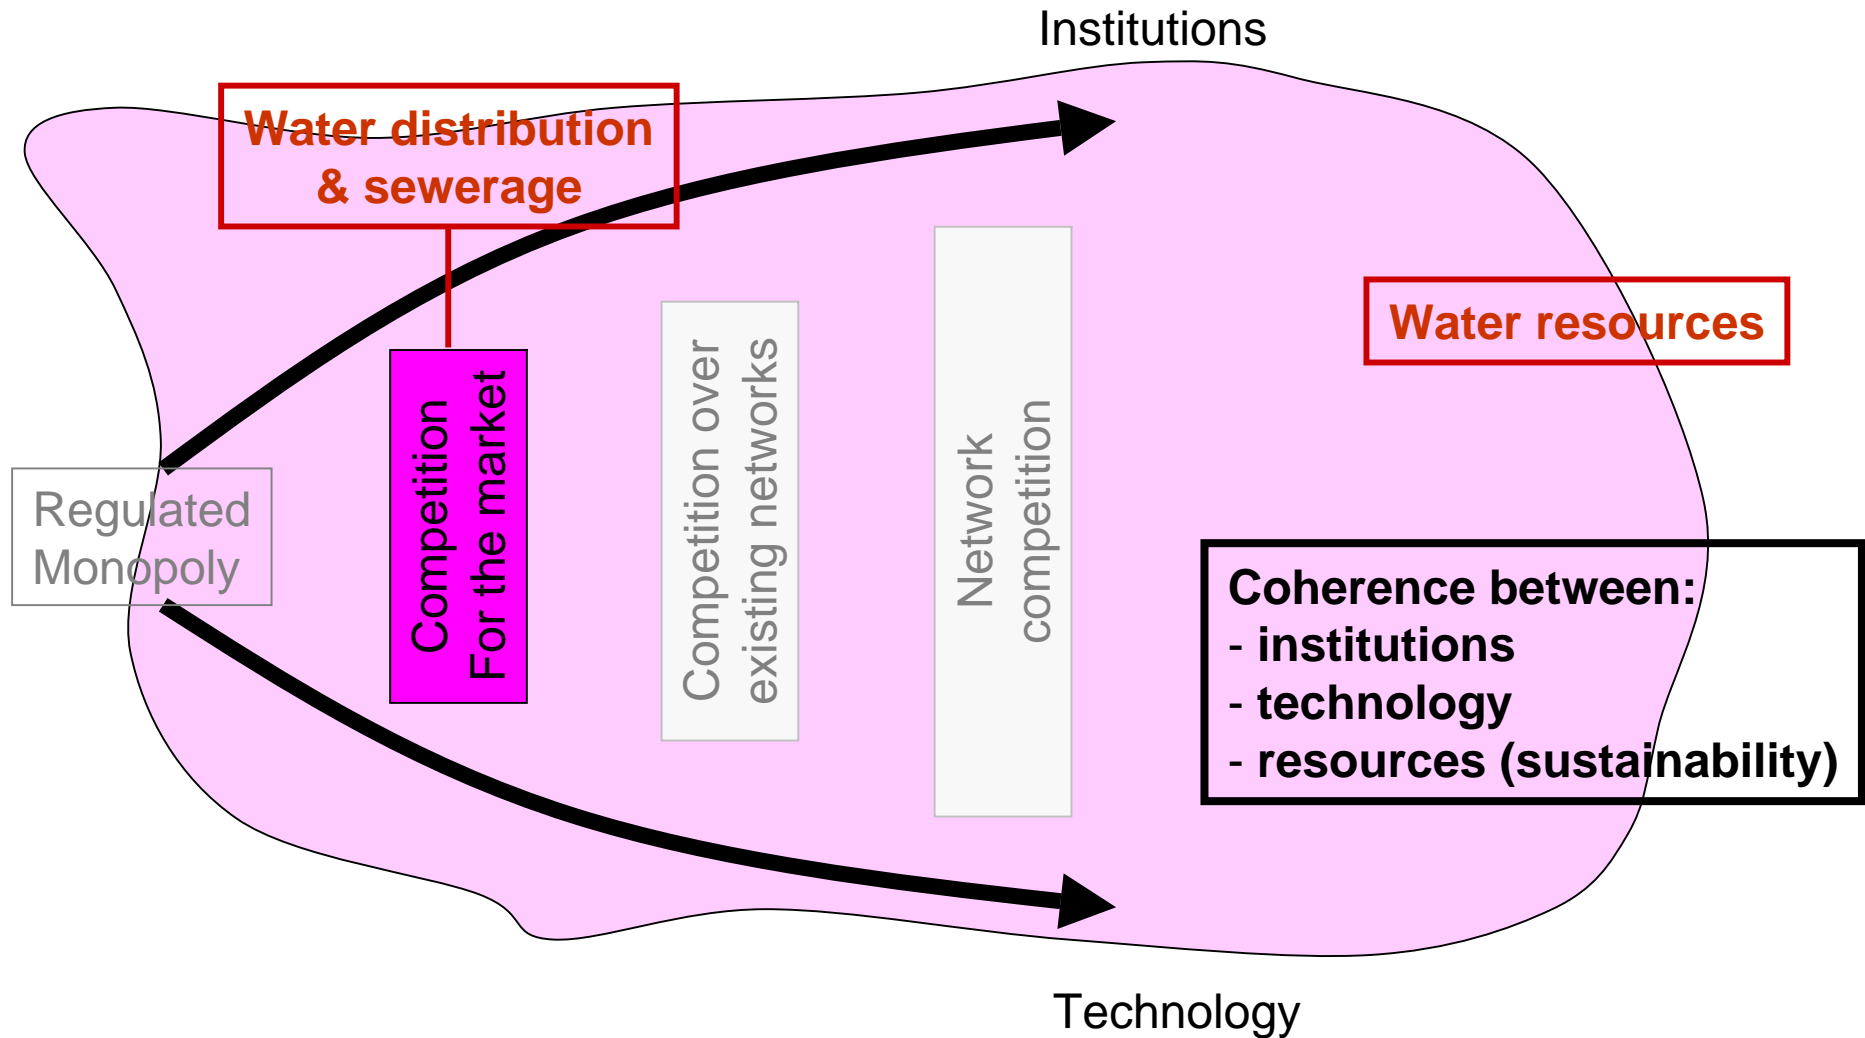 Institutions
Water distribution
& sewerage
Water resources
Regulated
Monopoly
Competition
For the market
Competition over
existing networks
Network
competition
Coherence between:
- institutions
- technology
- resources (sustainability)
Technology